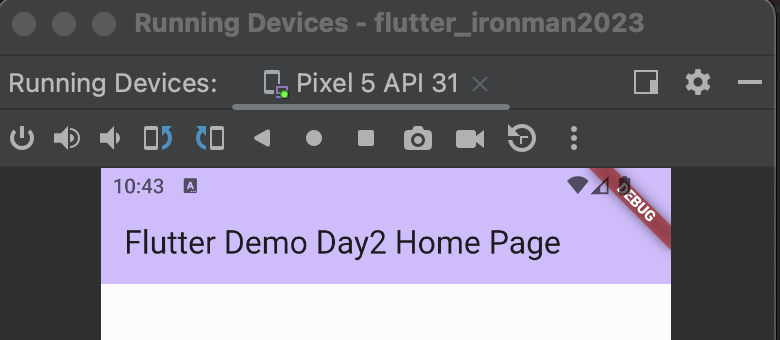 Running Devices - flutter_ironman2023
Running Devices: Pixel 5 API 31
10:43 A
DEBUG
Flutter Demo Day2 Home Page